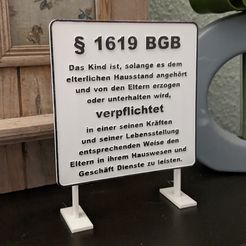 § 1619 BGB
Das Kind ist, solange es dem
elterlichen Hausstand angehört
und von den Eltern erzogen
oder unterhalten wird,
verpflichtet
in einer seinen Kräften
und seiner Lebensstellung
entsprechenden Weise den
Eltern in ihrem Hauswesen und
Geschäft Dienste zu leisten.